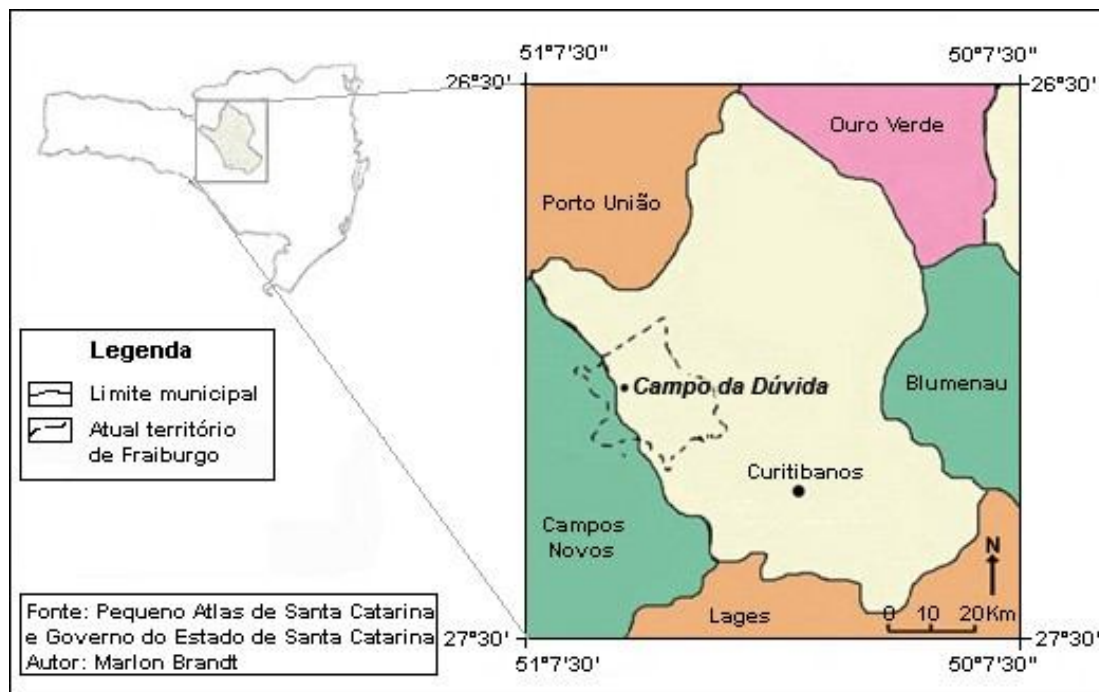 51°7'30"
50°7'30"
26°30'
26°30'
Ouro Verde
Porto União
Legenda
Limite municipal
Atual território
de Fraiburgo
Campo da Dúvida
Blumenau
Curitibanos
Campos
Novos
N
Fonte: Pequeno Atlas de Santa Catarina
e Governo do Estado de Santa Catarina
Autor: Marlon Brandt
Lages
0 10 20Km
27°30'
27°30'
51°7'30'
50°7'30'